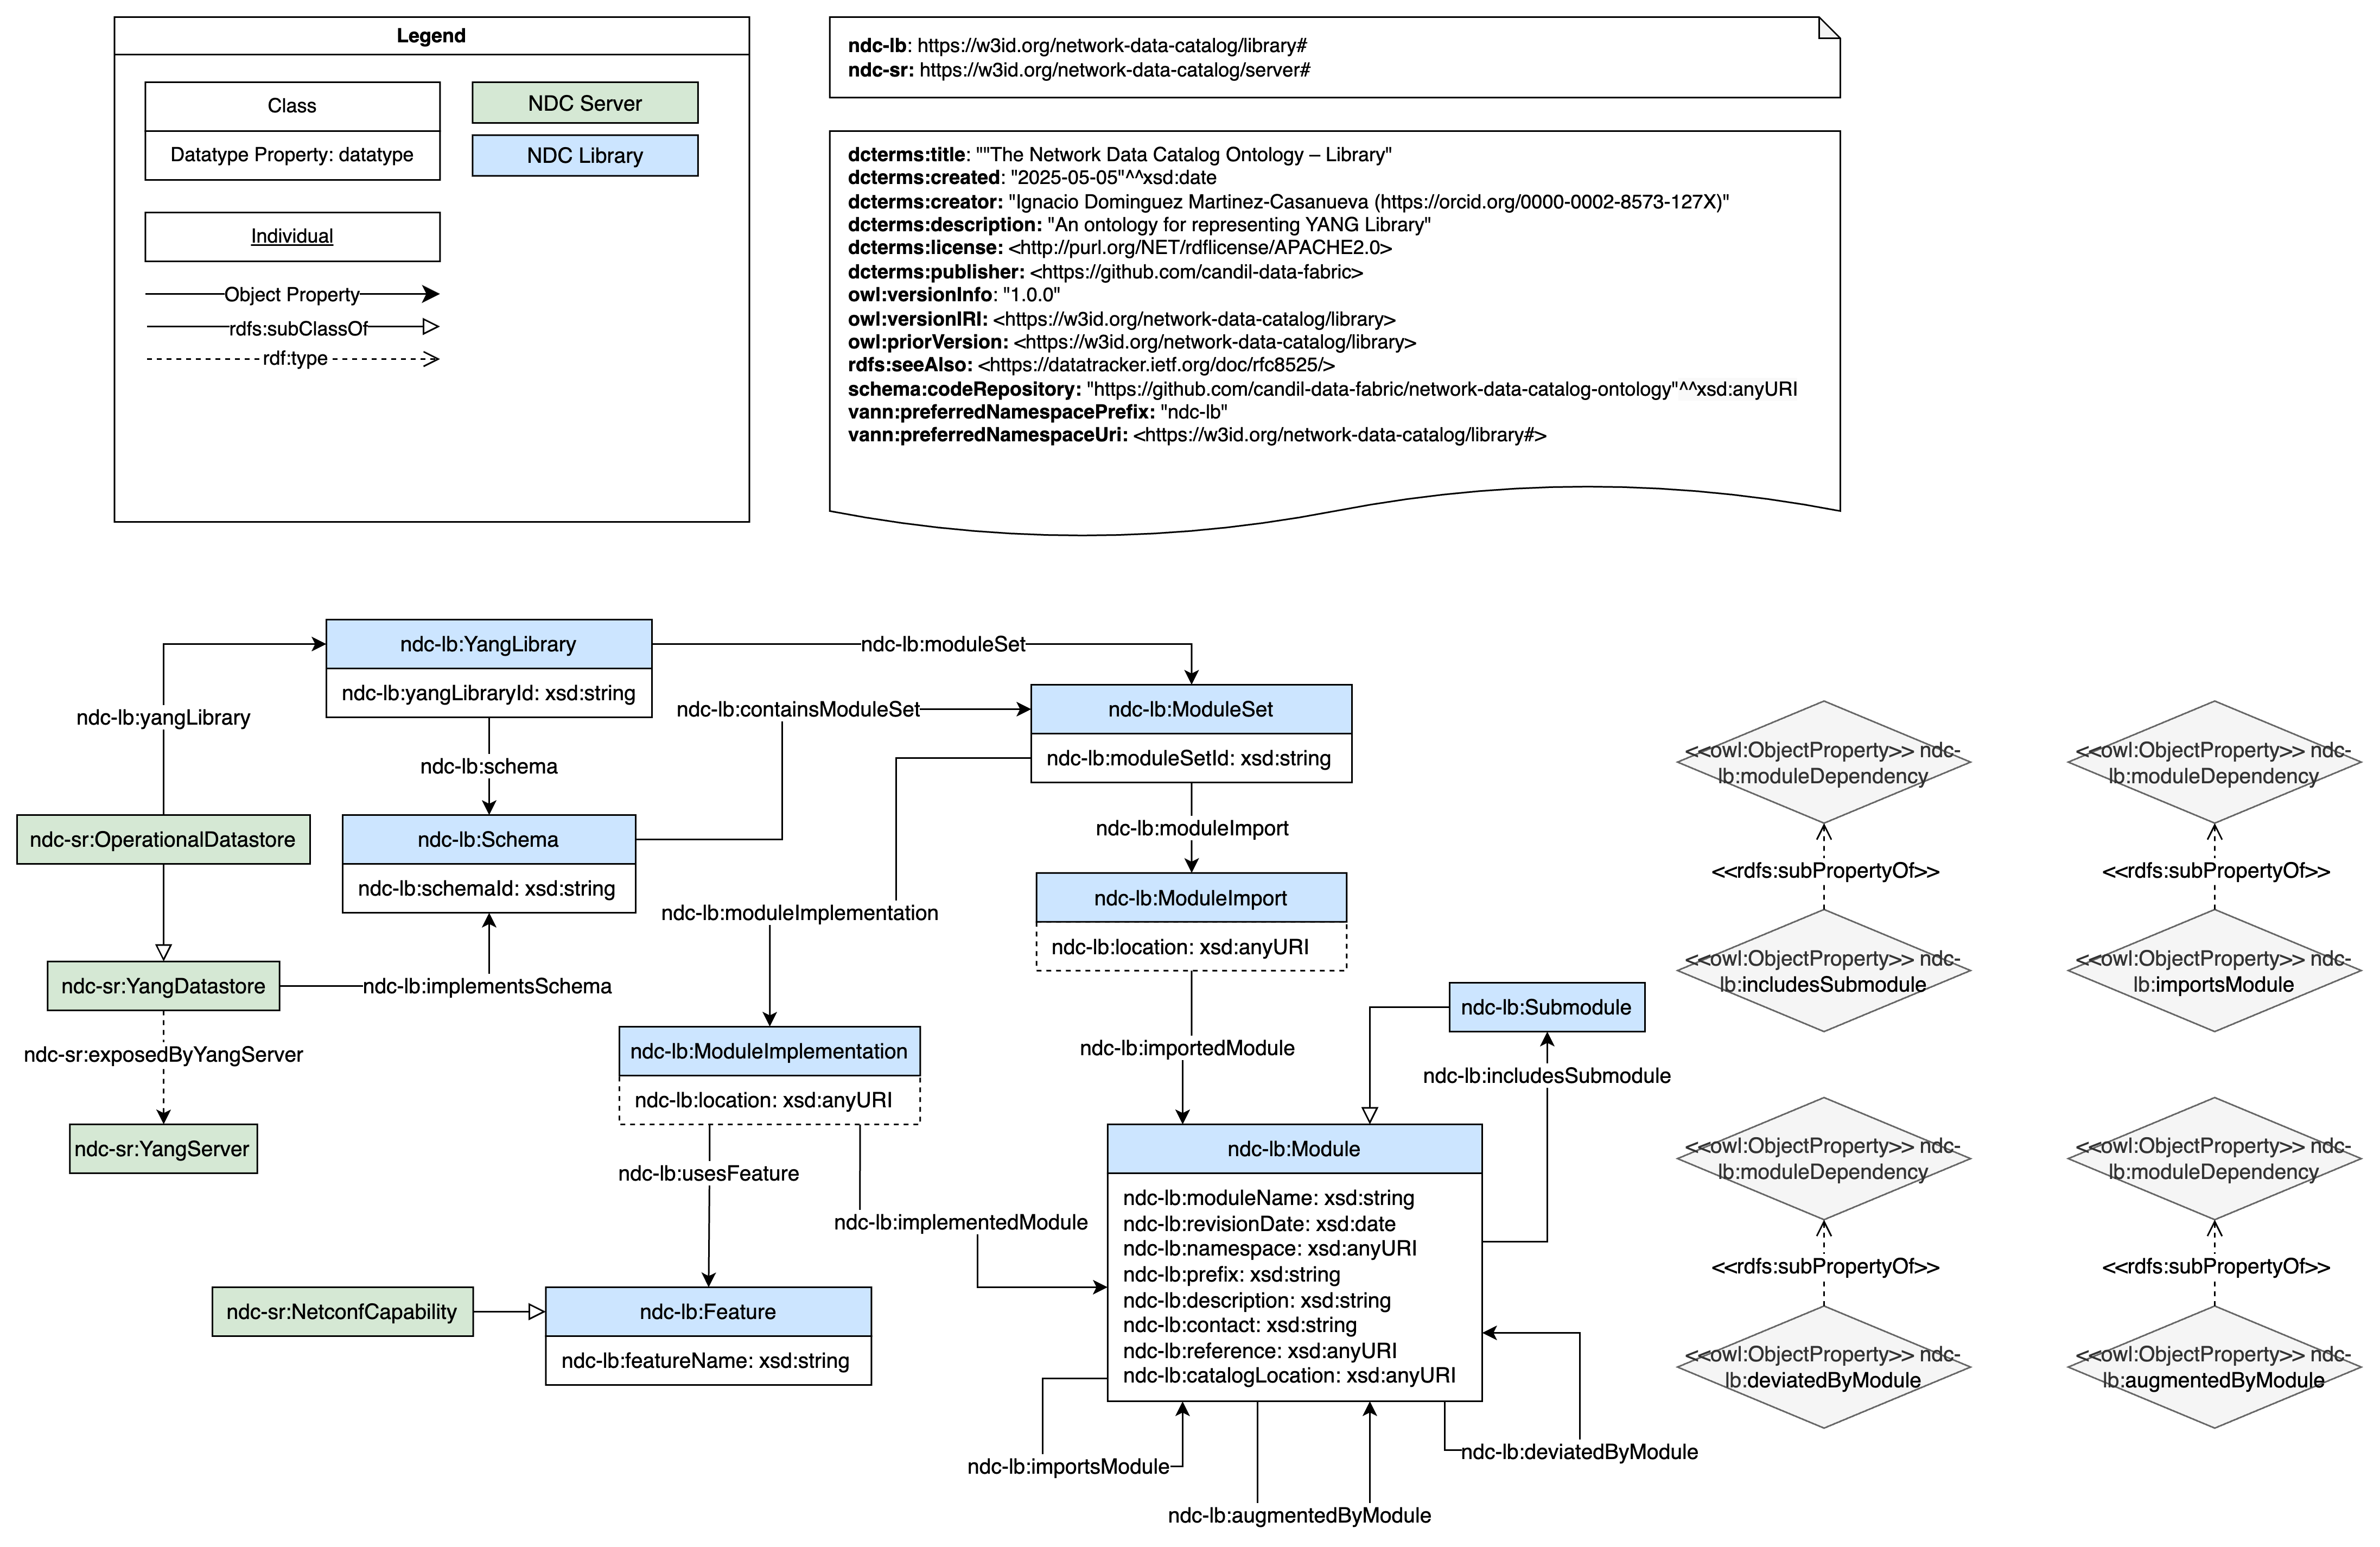 Legend
Class
Datatype Property: datatype
NDC Server
NDC Library
Individual
Object Property
rdfs:subClassOf
rdf:type
ndc-lb: https://w3id.org/network-data-catalog/library#
ndc-sr: https://w3id.org/network-data-catalog/server#
dcterms:title: ""The Network Data Catalog Ontology – Library"
dcterms:created: "2025-05-05"^^xsd:date
dcterms:creator: "Ignacio Dominguez Martinez-Casanueva (https://orcid.org/0000-0002-8573-127X)"
dcterms:description: "An ontology for representing YANG Library"
dcterms:license: <http://purl.org/NET/rdflicense/APACHE2.0>
dcterms:publisher: <https://github.com/candil-data-fabric>
owl:versionInfo: "1.0.0"
owl:versionIRI: <https://w3id.org/network-data-catalog/library>
owl:priorVersion: <https://w3id.org/network-data-catalog/library>
rdfs:seeAlso: <https://datatracker.ietf.org/doc/rfc8525/>
schema:codeRepository: "https://github.com/candil-data-fabric/network-data-catalog-ontology"^^xsd:anyURI
vann:preferredNamespacePrefix: "ndc-lb"
vann:preferredNamespaceUri: <https://w3id.org/network-data-catalog/library#>
ndc-lb:YangLibrary
ndc-lb:yangLibraryId: xsd:string
ndc-lb:moduleSet
ndc-lb:yangLibrary
ndc-lb:containsModuleSet
ndc-lb:ModuleSet
ndc-lb:moduleSetId: xsd:string
ndc-lb:schema
ndc-sr:OperationalDatastore
ndc-lb:Schema
ndc-lb:schemaId: xsd:string
ndc-lb:moduleImport
ndc-lb:ModuleImport
ndc-lb:location: xsd:anyURI
ndc-lb:moduleImplementation
ndc-sr:YangDatastore
ndc-lb:implementsSchema
ndc-lb:Submodule
ndc-sr:exposedByYangServer
ndc-lb:ModuleImplementation
ndc-lb:location: xsd:anyURI
ndc-lb:importedModule
ndc-lb:includesSubmodule
ndc-sr:YangServer
ndc-lb:usesFeature
ndc-lb:implementedModule
ndc-lb:Module
ndc-lb:moduleName: xsd:string
ndc-lb:revisionDate: xsd:date
ndc-lb:namespace: xsd:anyURI
ndc-lb:prefix: xsd:string
ndc-lb:description: xsd:string
ndc-lb:contact: xsd:string
ndc-lb:reference: xsd:anyURI
ndc-lb:catalogLocation: xsd:anyURI
ndc-sr:NetconfCapability
ndc-lb:Feature
ndc-lb:featureName: xsd:string
ndc-lb:importsModule
ndc-lb:augmentedByModule
ndc-lb:deviatedByModule
<<owl:ObjectProperty>> ndc-
lb:moduleDependency
<<rdfs:subPropertyOf>>
<<owl:ObjectProperty>> ndc-
lb:includesSubmodule
<<owl:ObjectProperty>> ndc-
lb:moduleDependency
<<rdfs:subPropertyOf>>
<<owl:ObjectProperty>> ndc-
lb:importsModule
<<owl:ObjectProperty>> ndc-
lb:moduleDependency
<<rdfs:subPropertyOf>>
<<owl:ObjectProperty>> ndc-
lb:deviatedByModule
<<owl:ObjectProperty>> ndc-
lb:moduleDependency
<<rdfs:subPropertyOf>>
<<owl:ObjectProperty>> ndc-
lb:augmentedByModule